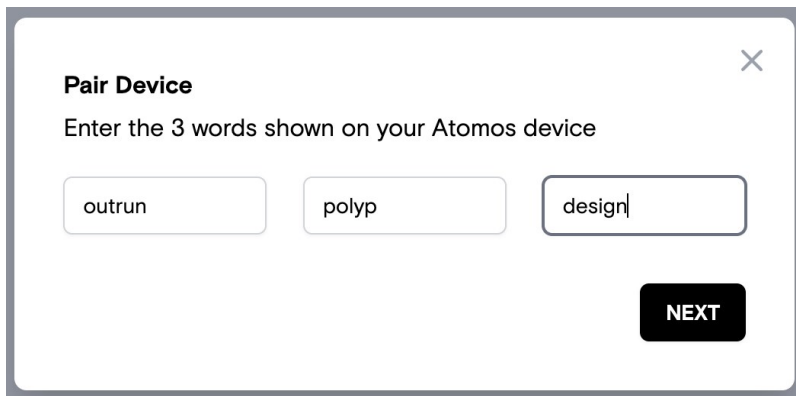 Pair Device
Enter the 3 words shown on your Atomos device
outrun polyp design
NEXT